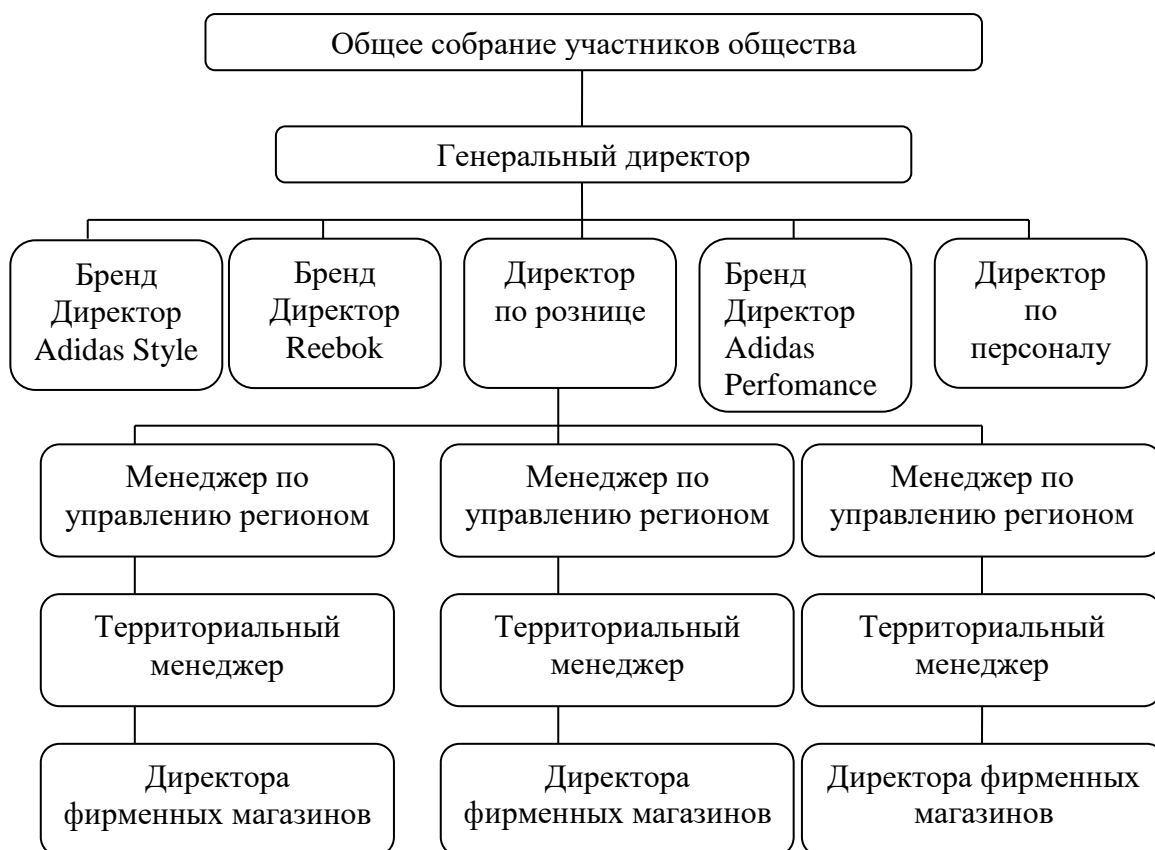 Общее собрание участников общества
Генеральный директор
Бренд
Директор
Adidas Style
Бренд
Директор
Reebok
Директор
по рознице
Бренд
Директор
Adidas
Perfomance
Директор
по
персоналу
Менеджер по
управлению регионом
Менеджер по
управлению регионом
Менеджер по
управлению регионом
Территориальный
менеджер
Территориальный
менеджер
Территориальный
менеджер
Директора
фирменных магазинов
Директора
фирменных магазинов
Директора фирменных
магазинов